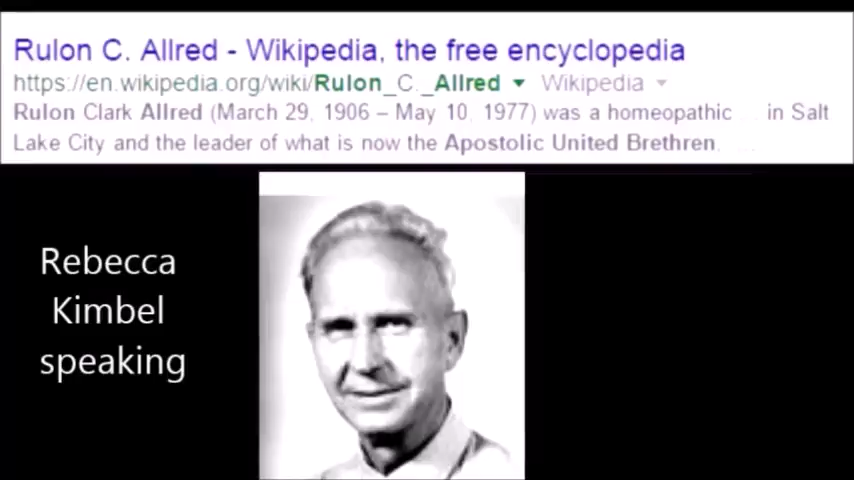 Rulon C. Allred - Wikipedia, the free encyclopedia
https://en.wikipedia.org/wiki/Rulon_C._Allred ▼ Wikipedia ▼
Rulon Clark Allred (March 29, 1906 – May 10, 1977) was a homeopathic ... in Salt
Lake City and the leader of what is now the Apostolic United Brethren. ...
Rebecca
Kimbel
speaking